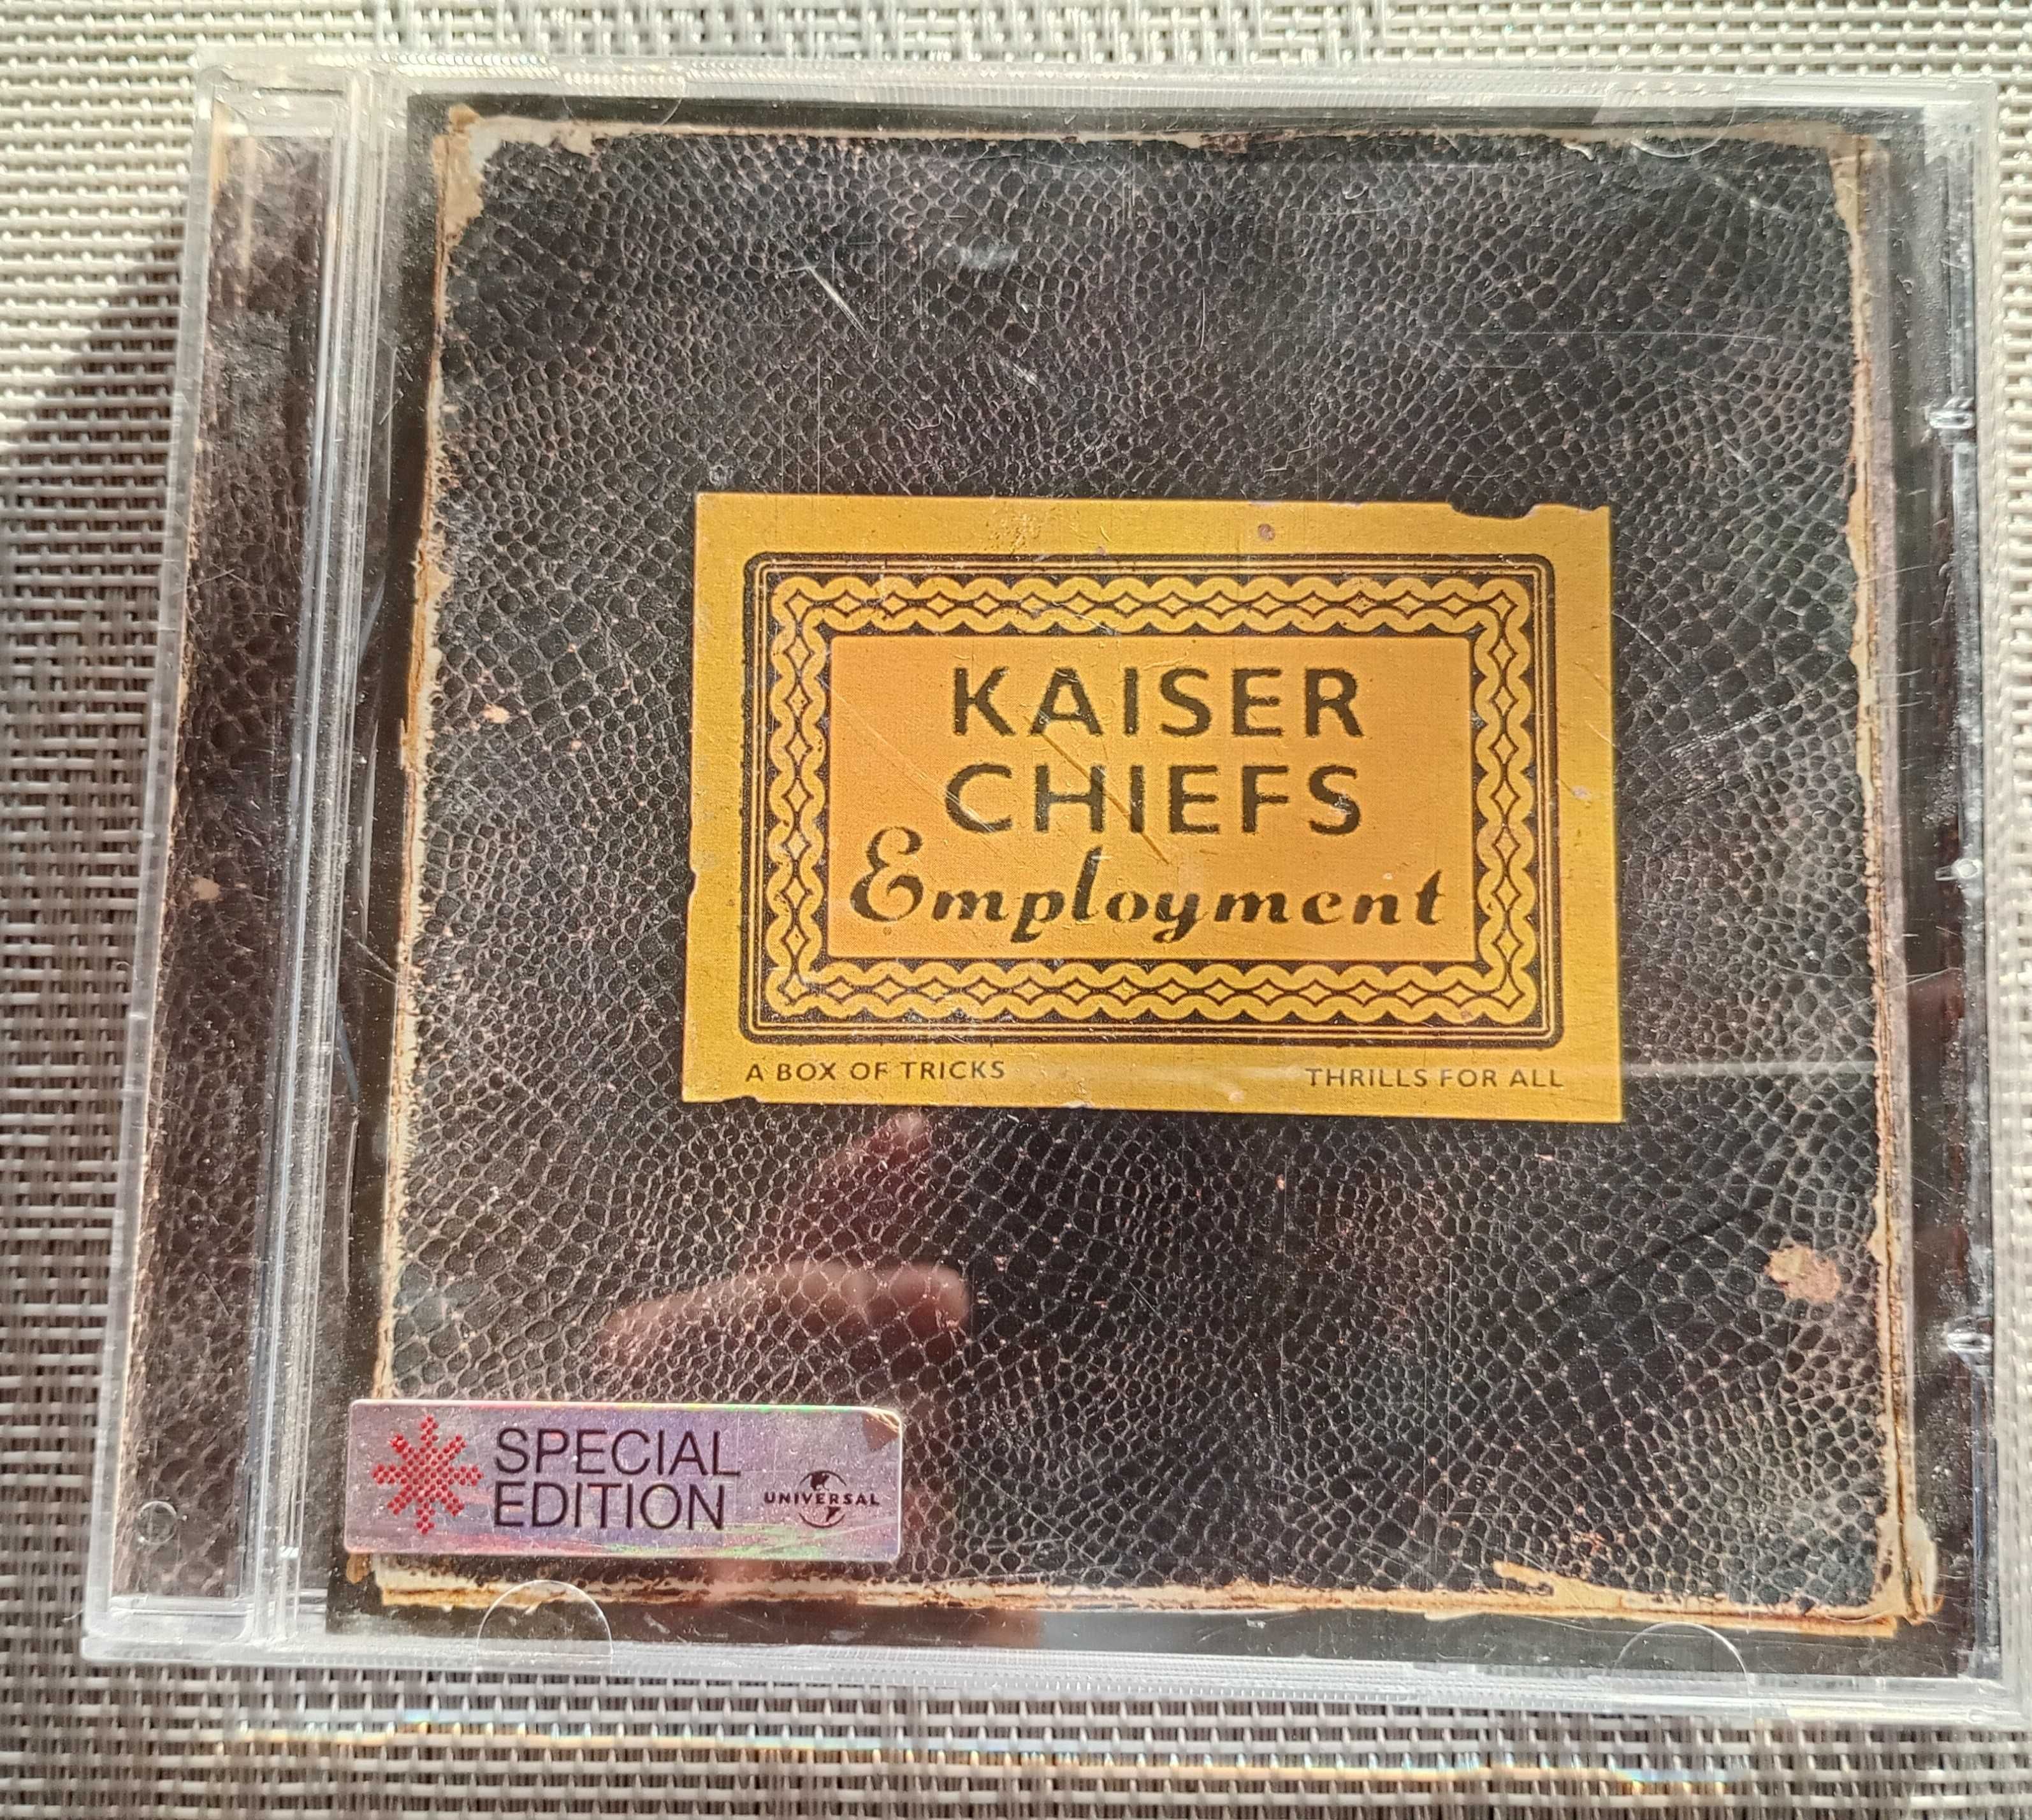 KAISER
CHIEFS
Employment
A BOX OF TRICKS THRILLS FOR ALL
SPECIAL
EDITION
UNIVERSAL